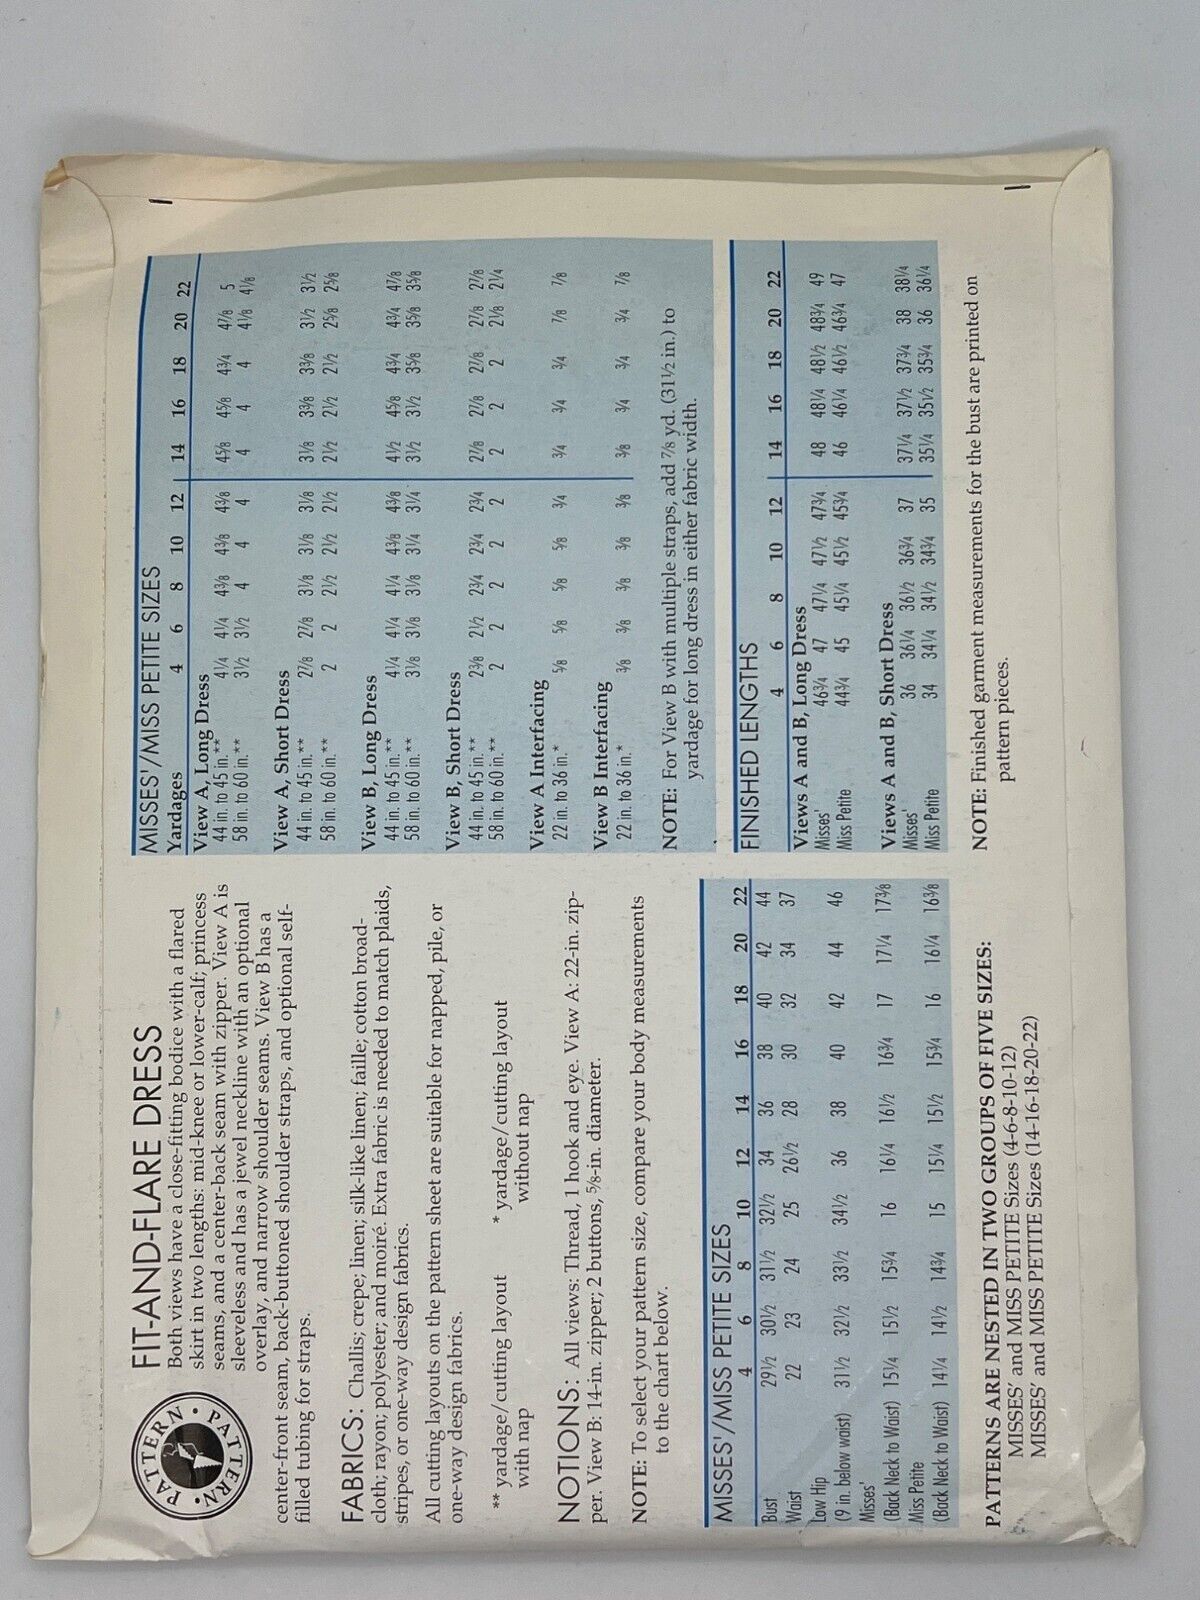 PATTERN · PATTERN ·
FIT-AND-FLARE DRESS
Both views have a close-fitting bodice with a flared
skirt in two lengths: mid-knee or lower-calf; princess
seams, and a center-back seam with zipper. View A is
sleeveless and has a jewel neckline with an optional
overlay, and narrow shoulder seams. View B has a
center-front seam, back-buttoned shoulder straps, and optional self-
filled tubing for straps.
FABRICS: Challis; crepe; linen; silk-like linen; faille; cotton broad-
cloth; rayon; polyester; and moiré. Extra fabric is needed to match plaids,
stripes, or one-way design fabrics.
All cutting layouts on the pattern sheet are suitable for napped, pile, or
one-way design fabrics.
** yardage/cutting layout * yardage/cutting layout
with nap without nap
NOTIONS: All views: Thread, 1 hook and eye. View A: 22-in. zip-
per. View B: 14-in. zipper; 2 buttons, 5/8-in. diameter.
NOTE: To select your pattern size, compare your body measurements
to the chart below.
MISSES'/MISS PETITE SIZES
4 6 8 10 12 14 16 18 20 22
Bust 29½ 30½ 31½ 32½ 34 36 38 40 42 44
Waist 22 23 24 25 26½ 28 30 32 34 37
Low Hip
(9 in. below waist) 31½ 32½ 33½ 34½ 36 38 40 42 44 46
Misses'
(Back Neck to Waist) 15¼ 15½ 15¾ 16 16¼ 16½ 16¾ 17 17¼ 17⅜
Miss Petite
(Back Neck to Waist) 14¼ 14½ 14¾ 15 15¼ 15½ 15¾ 16 16¼ 16⅜
PATTERNS ARE NESTED IN TWO GROUPS OF FIVE SIZES:
MISSES' and MISS PETITE Sizes (4-6-8-10-12)
MISSES' and MISS PETITE Sizes (14-16-18-20-22)
MISSES'/MISS PETITE SIZES
Yardages 4 6 8 10 12 14 16 18 20 22
View A, Long Dress
44 in. to 45 in.** 4¼ 4¼ 4⅜ 4⅜ 4⅜ 4⅝ 4⅝ 4¾ 4⅞ 5
58 in. to 60 in.** 3½ 3½ 4 4 4 4 4 4 4⅛ 4⅛
View A, Short Dress
44 in. to 45 in.** 2⅞ 2⅞ 3⅛ 3⅛ 3⅛ 3⅛ 3⅜ 3⅜ 3½ 3½
58 in. to 60 in.** 2 2 2½ 2½ 2½ 2½ 2½ 2½ 2⅝ 2⅝
View B, Long Dress
44 in. to 45 in.** 4¼ 4¼ 4¼ 4⅜ 4⅜ 4½ 4⅝ 4¾ 4¾ 4⅞
58 in. to 60 in.** 3⅛ 3⅛ 3⅛ 3¼ 3¼ 3½ 3½ 3⅝ 3⅝ 3⅝
View B, Short Dress
44 in. to 45 in.** 2⅜ 2½ 2¾ 2¾ 2¾ 2⅞ 2⅞ 2⅞ 2⅞ 2⅞
58 in. to 60 in.** 2 2 2 2 2 2 2 2 2⅛ 2¼
View A Interfacing
22 in. to 36 in.* ⅝ ⅝ ⅝ ⅝ ¾ ¾ ¾ ¾ ⅞ ⅞
View B Interfacing
22 in. to 36 in.* ⅜ ⅜ ⅜ ⅜ ⅜ ⅜ ¾ ¾ ¾ ⅞
NOTE: For View B with multiple straps, add ⅞ yd. (31½ in.) to
yardage for long dress in either fabric width.
FINISHED LENGTHS
4 6 8 10 12 14 16 18 20 22
Views A and B, Long Dress
Misses' 46¾ 47 47¼ 47½ 47¾ 48 48¼ 48½ 48¾ 49
Miss Petite 44¾ 45 45¼ 45½ 45¾ 46 46¼ 46½ 46¾ 47
Views A and B, Short Dress
Misses' 36 36¼ 36½ 36¾ 37 37¼ 37½ 37¾ 38 38¼
Miss Petite 34 34¼ 34½ 34¾ 35 35¼ 35½ 35¾ 36 36¼
NOTE: Finished garment measurements for the bust are printed on
pattern pieces.